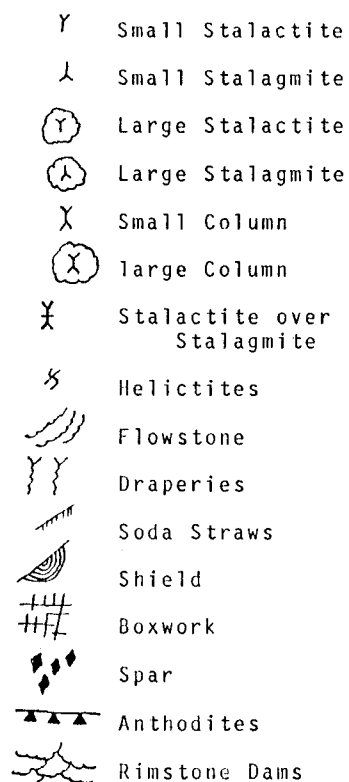 Small Stalactite
Small Stalagmite
Large Stalactite
Large Stalagmite
Small Column
large Column
Stalactite over
Stalagmite
Helictites
Flowstone
Draperies
Soda Straws
Shield
Boxwork
Spar
Anthodites
Rimstone Dams